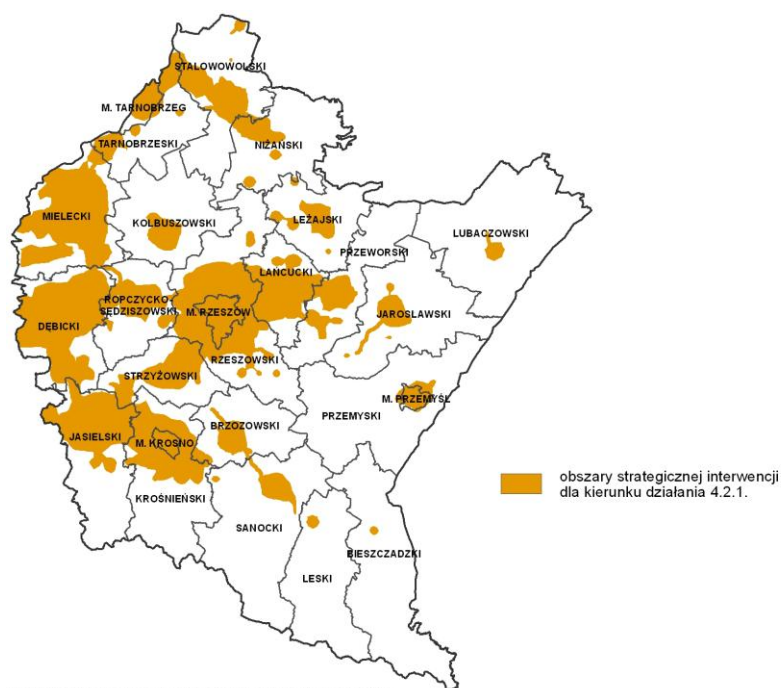 STALOWOWOLSKI
M. TARNOBRZEG
TARNOBRZESKI
NIŻAŃSKI
MIELECKI
KOLBUSZOWSKI
LEŻAJSKI
LUBACZOWSKI
PRZEWORSKI
ŁAŃCUCKI
ROPCZYCKO
SĘDZISZOWSKI
M. RZESZÓW
JAROSŁAWSKI
DĘBICKI
RZESZOWSKI
STRZYŻOWSKI
M. PRZEMYŚL
PRZEMYSKI
BRZOZOWSKI
JASIELSKI
M. KROSNO
KROŚNIEŃSKI
SANOCKI
BIESZCZADZKI
LESKI
obszary strategicznej interwencji
dla kierunku działania 4.2.1.